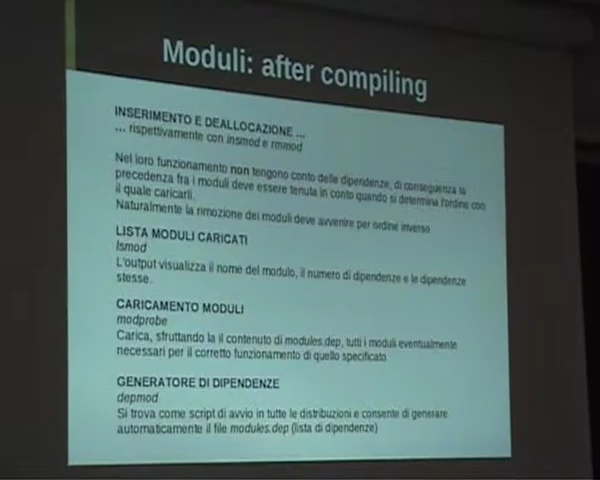 Moduli: after compiling
INSERIMENTO E DEALLOCAZIONE ...
... rispettivamente con insmod e rmmod
Nel loro funzionamento non tengono conto delle dipendenze, di conseguenza la
precedenza fra i moduli deve essere tenuta in conto quando si determina l'ordine con
il quale caricarli.
Naturalmente la rimozione dei moduli deve avvenire per ordine inverso
LISTA MODULI CARICATI
lsmod
L'output visualizza il nome del modulo, il numero di dipendenze e le dipendenze
stesse.
CARICAMENTO MODULI
modprobe
Carica, sfruttando la il contenuto di modules.dep, tutti i moduli eventualmente
necessari per il corretto funzionamento di quello specificato
GENERATORE DI DIPENDENZE
depmod
Si trova come script di avvio in tutte le distribuzioni e consente di generare
automaticamente il file modules.dep (lista di dipendenze)